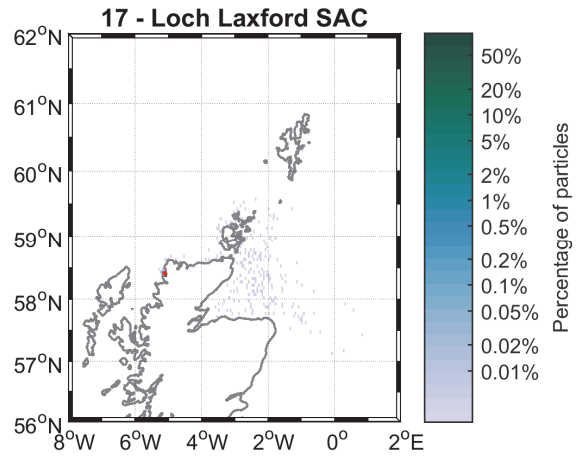 17 - Loch Laxford SAC
62°N
61°N
60°N
59°N
58°N
57°N
56°N
8°W 6°W 4°W 2°W 0° 2°E
50%
20%
10%
5%
2%
1%
0.5%
0.2%
0.1%
0.05%
0.02%
0.01%
Percentage of particles